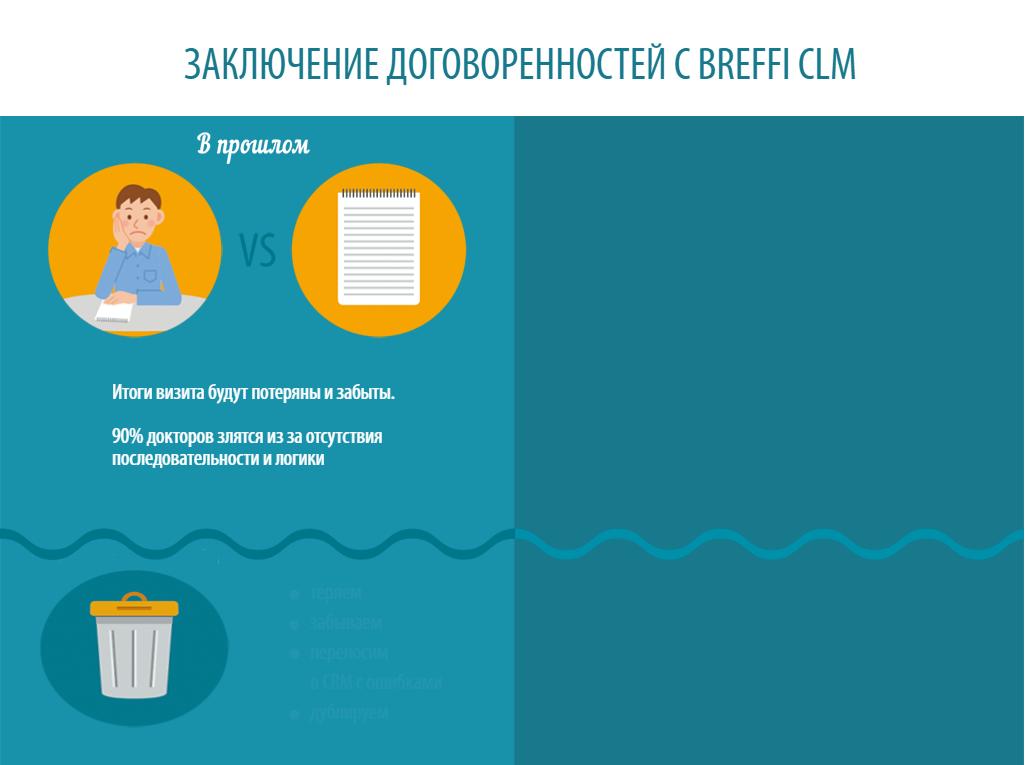 ЗАКЛЮЧЕНИЕ ДОГОВОРЕННОСТЕЙ С BREFFI CLM
В прошлом
VS
Итоги визита будут потеряны и забыты.
90% докторов злятся из за отсутствия
последовательности и логики
теряем
забываем
переносим
в CRM с ошибками
дублируем